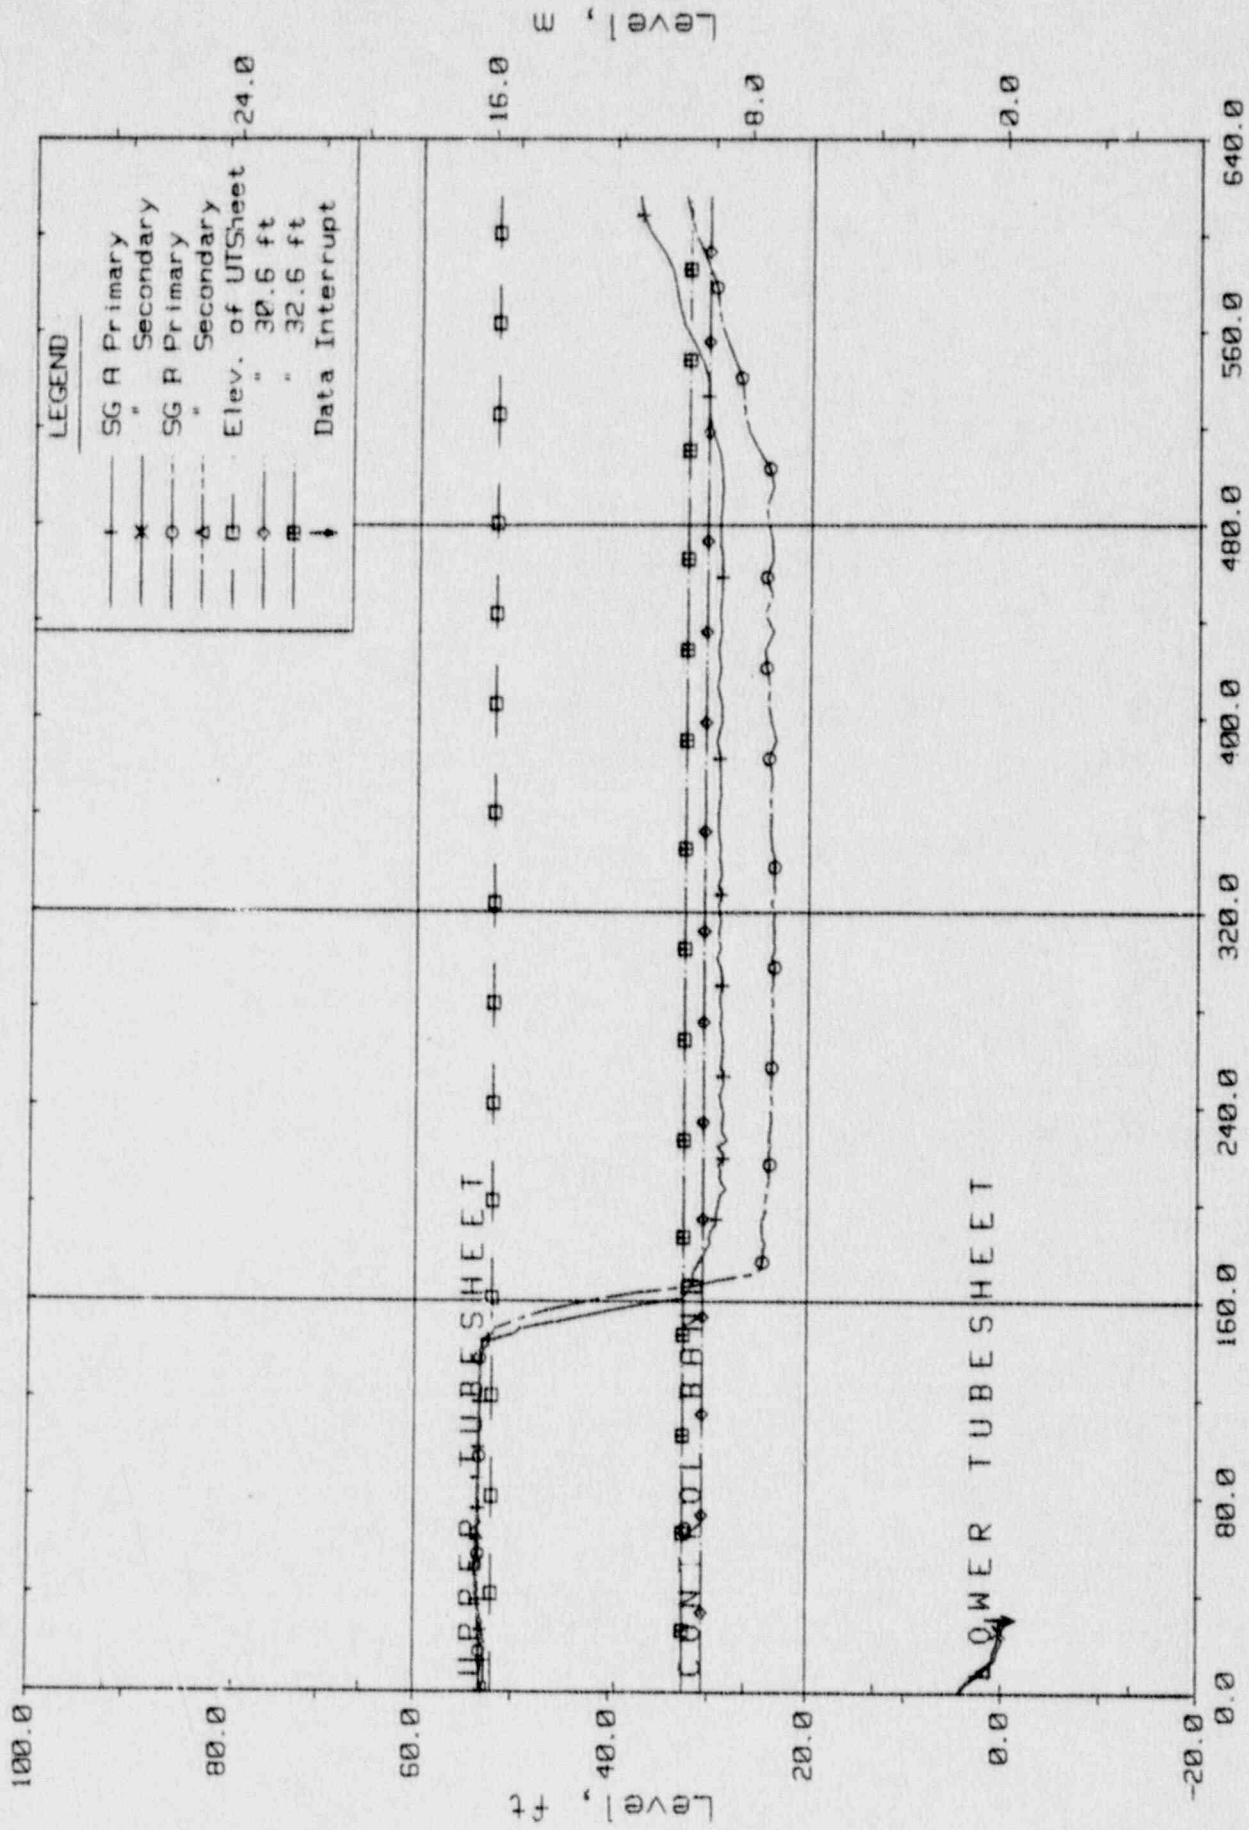 LEGEND
SG A Primary
" Secondary
SG B Primary
" Secondary
Elev. of UTSheet
" 30.6 ft
" 32.6 ft
Data Interrupt
UPPER TUBESHEET
CONTROL BAND
LOWER TUBESHEET
Level, ft
100.0
80.0
60.0
40.0
20.0
0.0
-20.0
Level, m
24.0
16.0
8.0
0.0
0.0
80.0
160.0
240.0
320.0
400.0
480.0
560.0
640.0